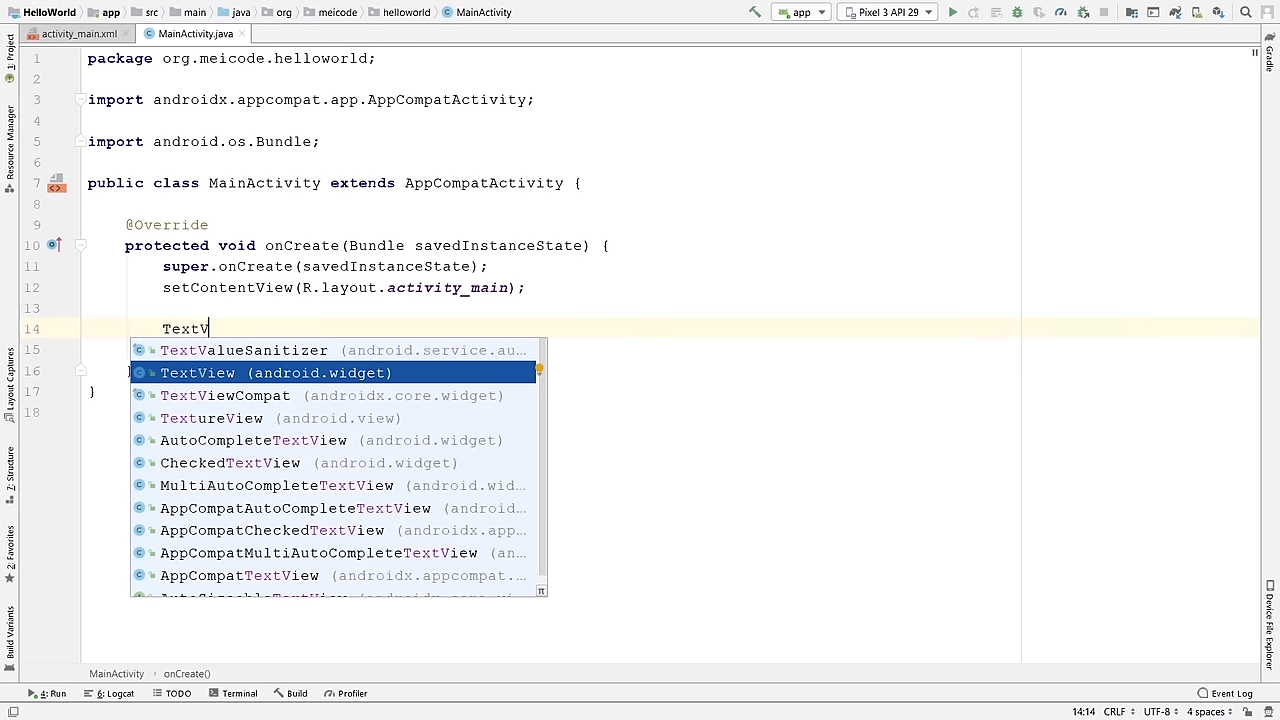 HelloWorld app src main java org meicode helloworld MainActivity app Pixel 3 API 29
activity_main.xml MainActivity.java
1 package org.meicode.helloworld;
2
3 import androidx.appcompat.app.AppCompatActivity;
4
5 import android.os.Bundle;
6
7 public class MainActivity extends AppCompatActivity {
8
9 @Override
10 protected void onCreate(Bundle savedInstanceState) {
11 super.onCreate(savedInstanceState);
12 setContentView(R.layout.activity_main);
13
14 TextV
15
16 }
17 }
18
TextValueSanitizer (android.service.au...
TextView (android.widget)
TextViewCompat (androidx.core.widget)
TextureView (android.view)
AutoCompleteTextView (android.widget)
CheckedTextView (android.widget)
MultiAutoCompleteTextView (android.wid...
AppCompatAutoCompleteTextView (android...
AppCompatCheckedTextView (androidx.app...
AppCompatMultiAutoCompleteTextView (an...
AppCompatTextView (androidx.appcompat....
π
1: Project
Resource Manager
Layout Captures
7: Structure
2: Favorites
Build Variants
Gradle
Device File Explorer
MainActivity › onCreate()
4: Run 6: Logcat TODO Terminal Build Profiler Event Log
14:14 CRLF UTF-8 4 spaces